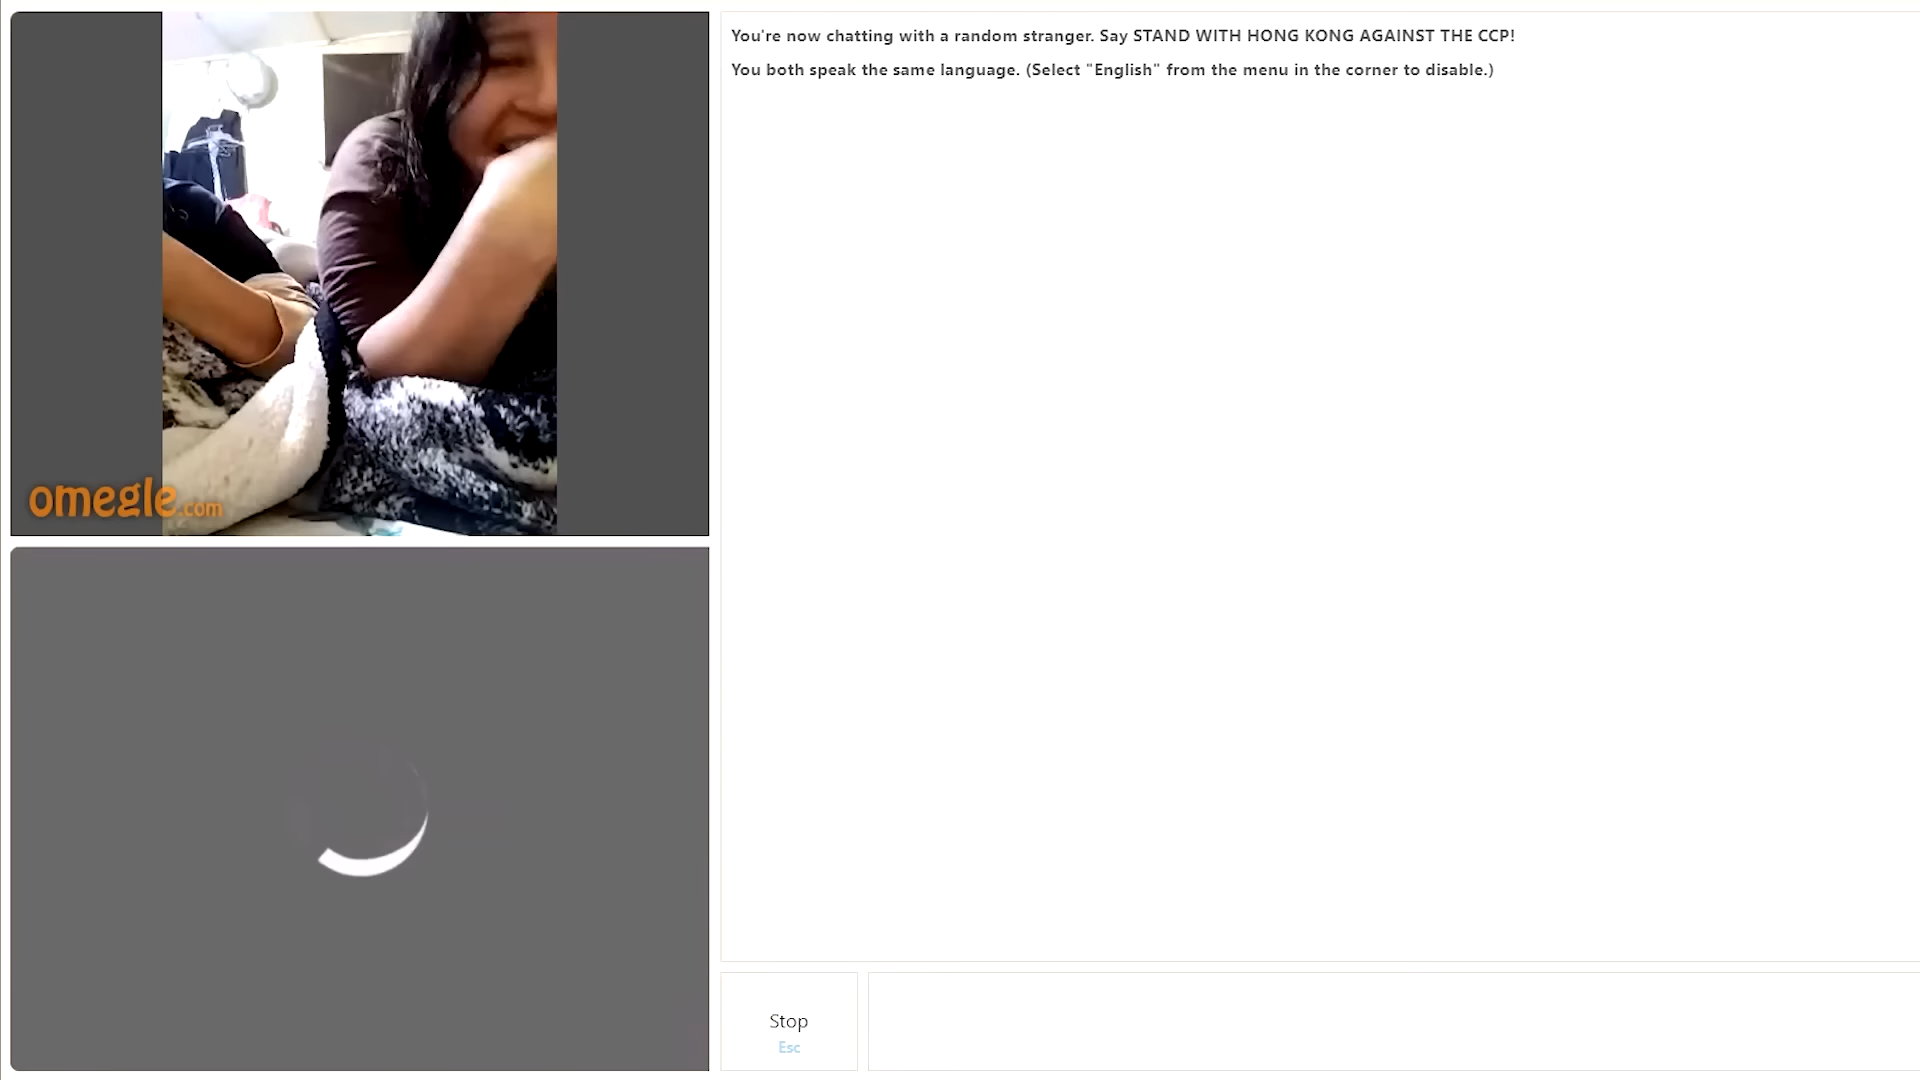 You're now chatting with a random stranger. Say STAND WITH HONG KONG AGAINST THE CCP!
You both speak the same language. (Select "English" from the menu in the corner to disable.)
omegle.com
Stop
Esc